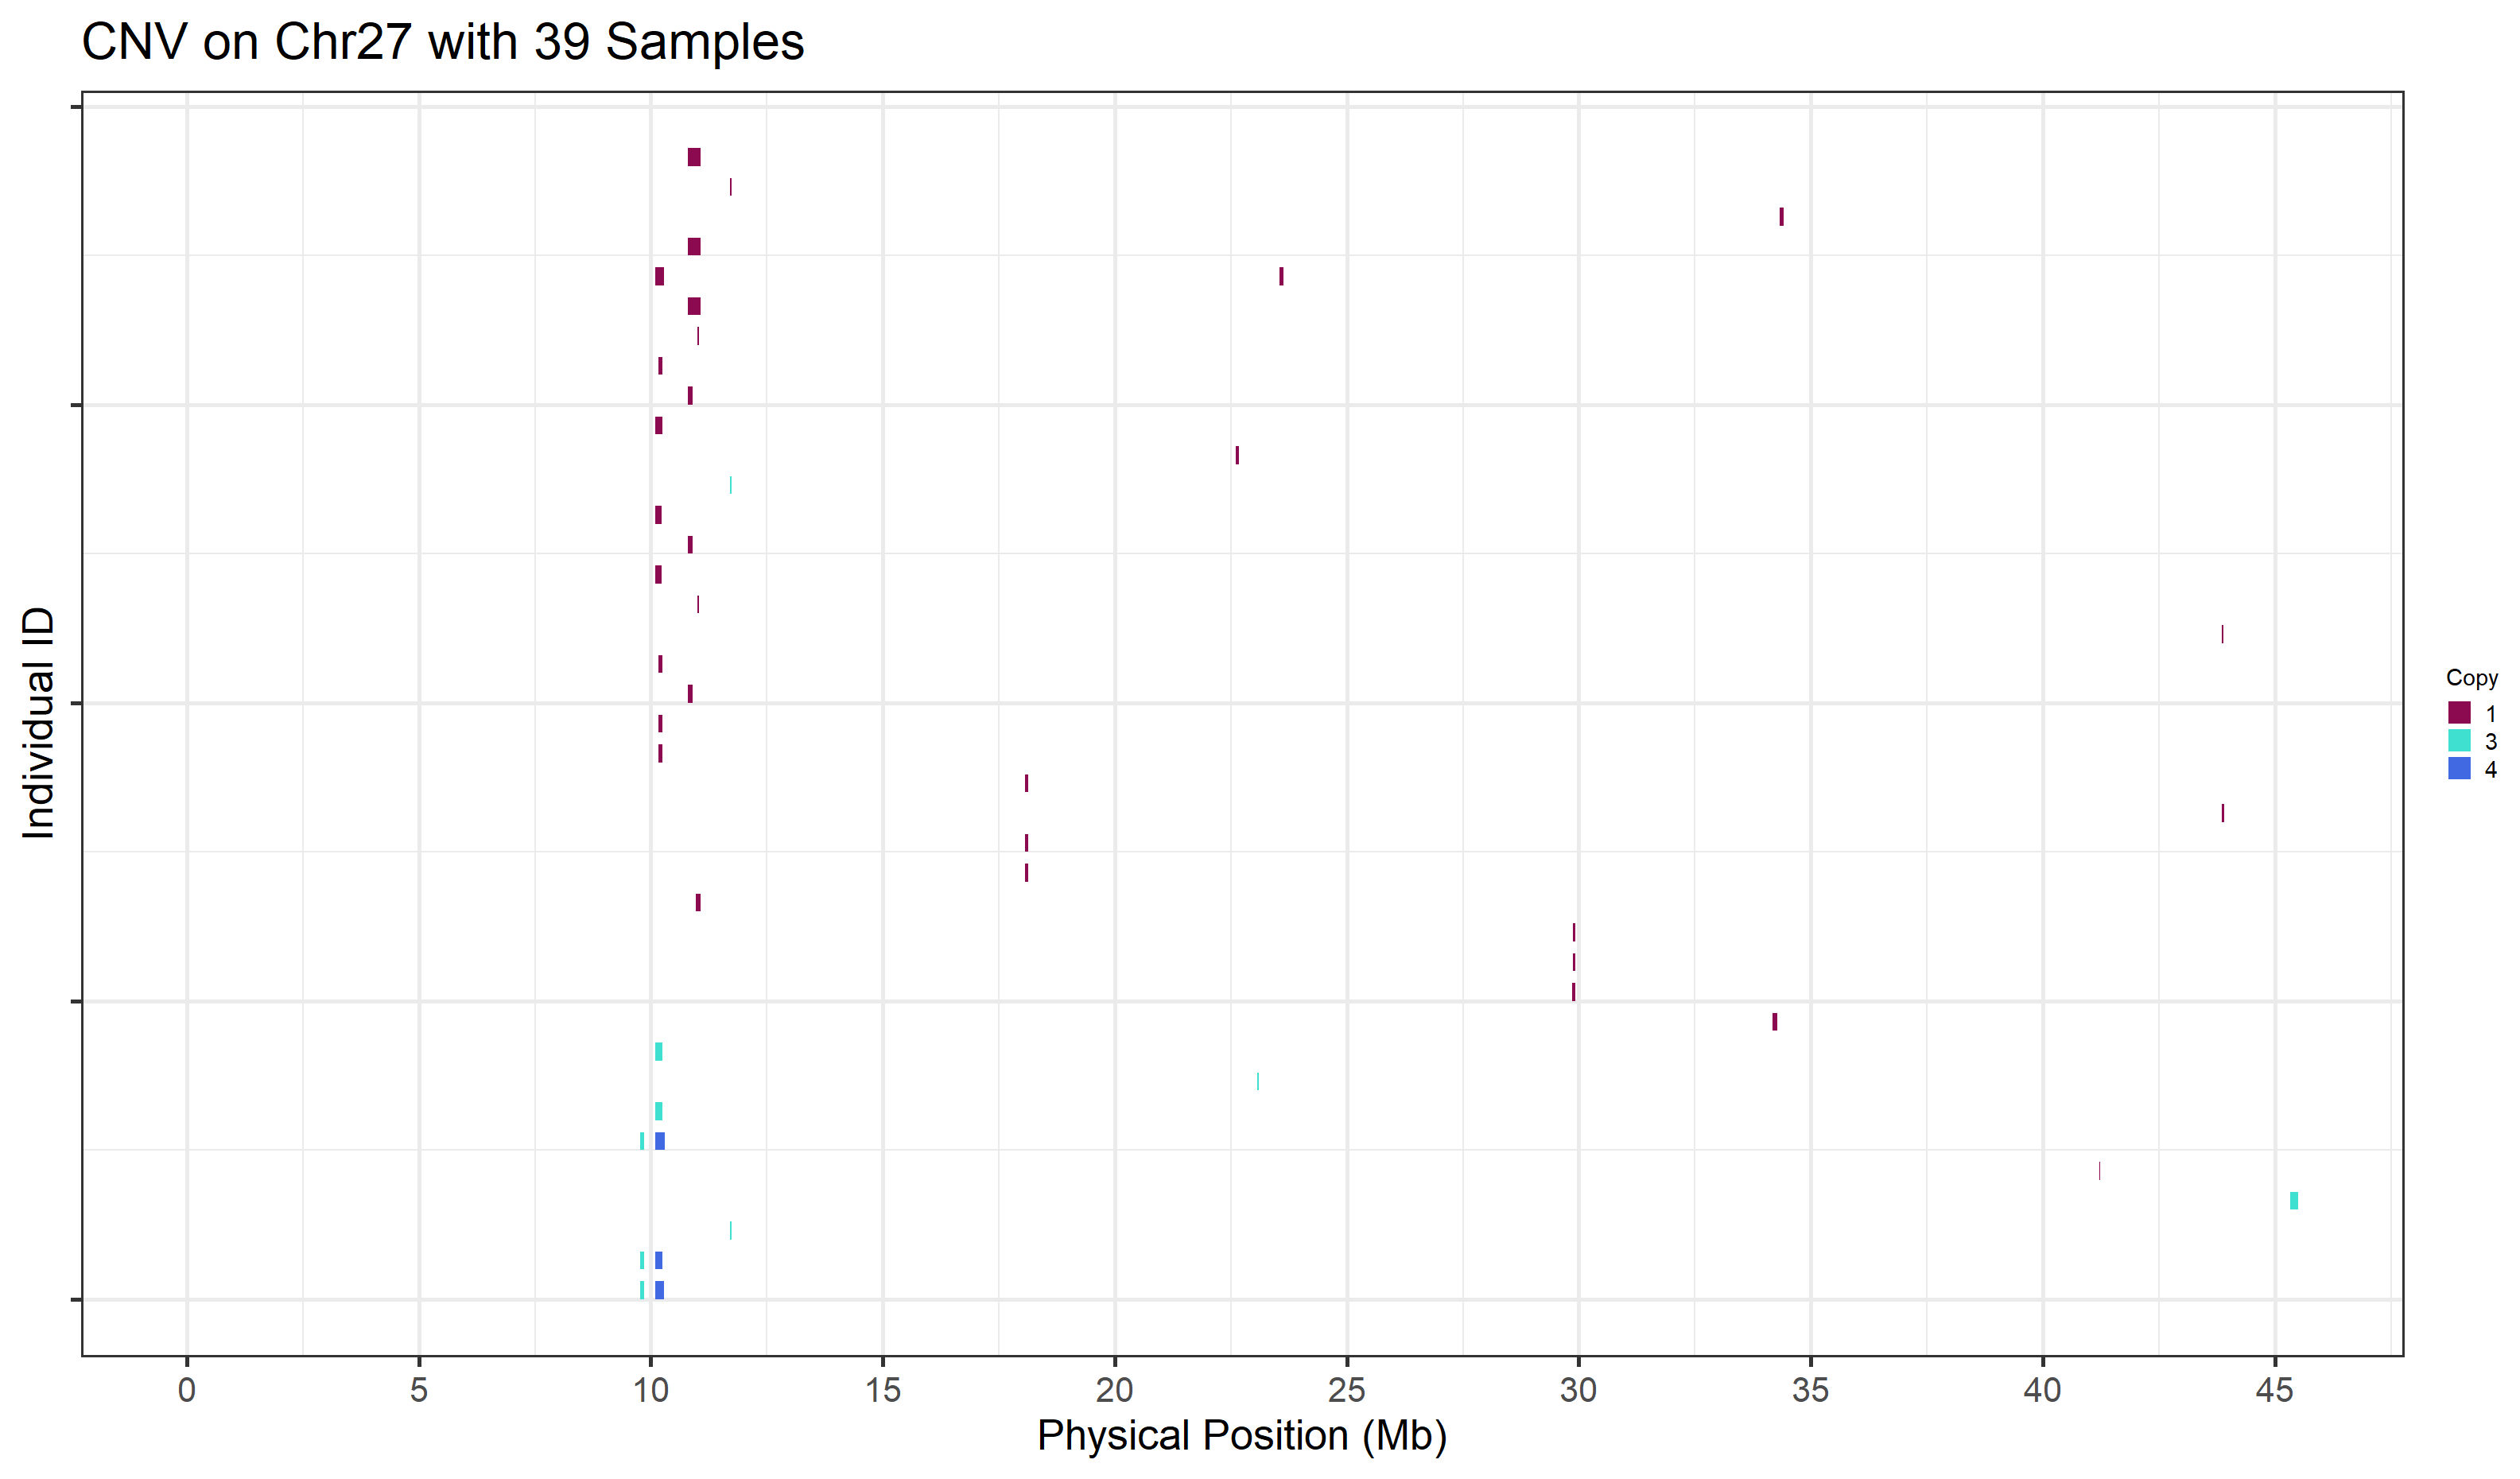 CNV on Chr27 with 39 Samples
Individual ID
Copy
1
3
4
0 5 10 15 20 25 30 35 40 45
Physical Position (Mb)